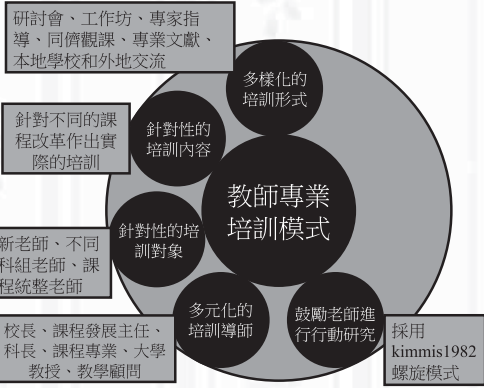 研討會、工作坊、專家指
導、同儕觀課、專業文獻、
本地學校和外地交流
多樣化的
培訓形式
針對不同的課
程改革作出實
際的培訓
針對性的
培訓內容
教師專業
培訓模式
新老師、不同
科組老師、課
程統整老師
針對性的培
訓對象
校長、課程發展主任、
科長、課程專業、大學
教授、教學顧問
多元化的
培訓導師
鼓勵老師進
行行動研究
採用
kimmis1982
螺旋模式